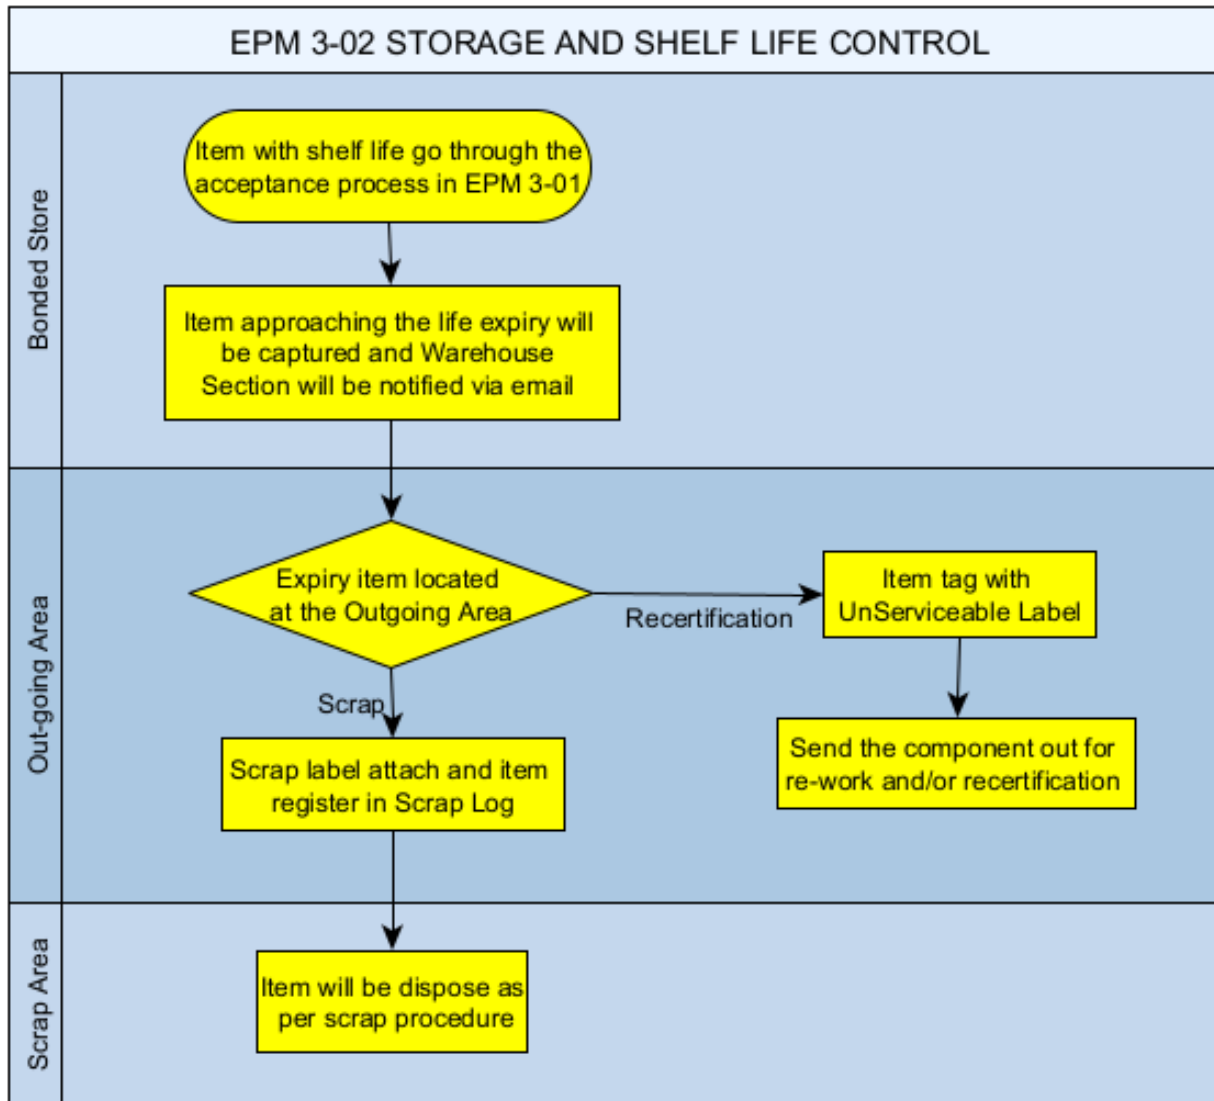 EPM 3-02 STORAGE AND SHELF LIFE CONTROL
Bonded Store
Item with shelf life go through the
acceptance process in EPM 3-01
Item approaching the life expiry will
be captured and Warehouse
Section will be notified via email
Out-going Area
Expiry item located
at the Outgoing Area
Recertification
Item tag with
UnServiceable Label
Scrap
Scrap label attach and item
register in Scrap Log
Send the component out for
re-work and/or recertification
Scrap Area
Item will be dispose as
per scrap procedure